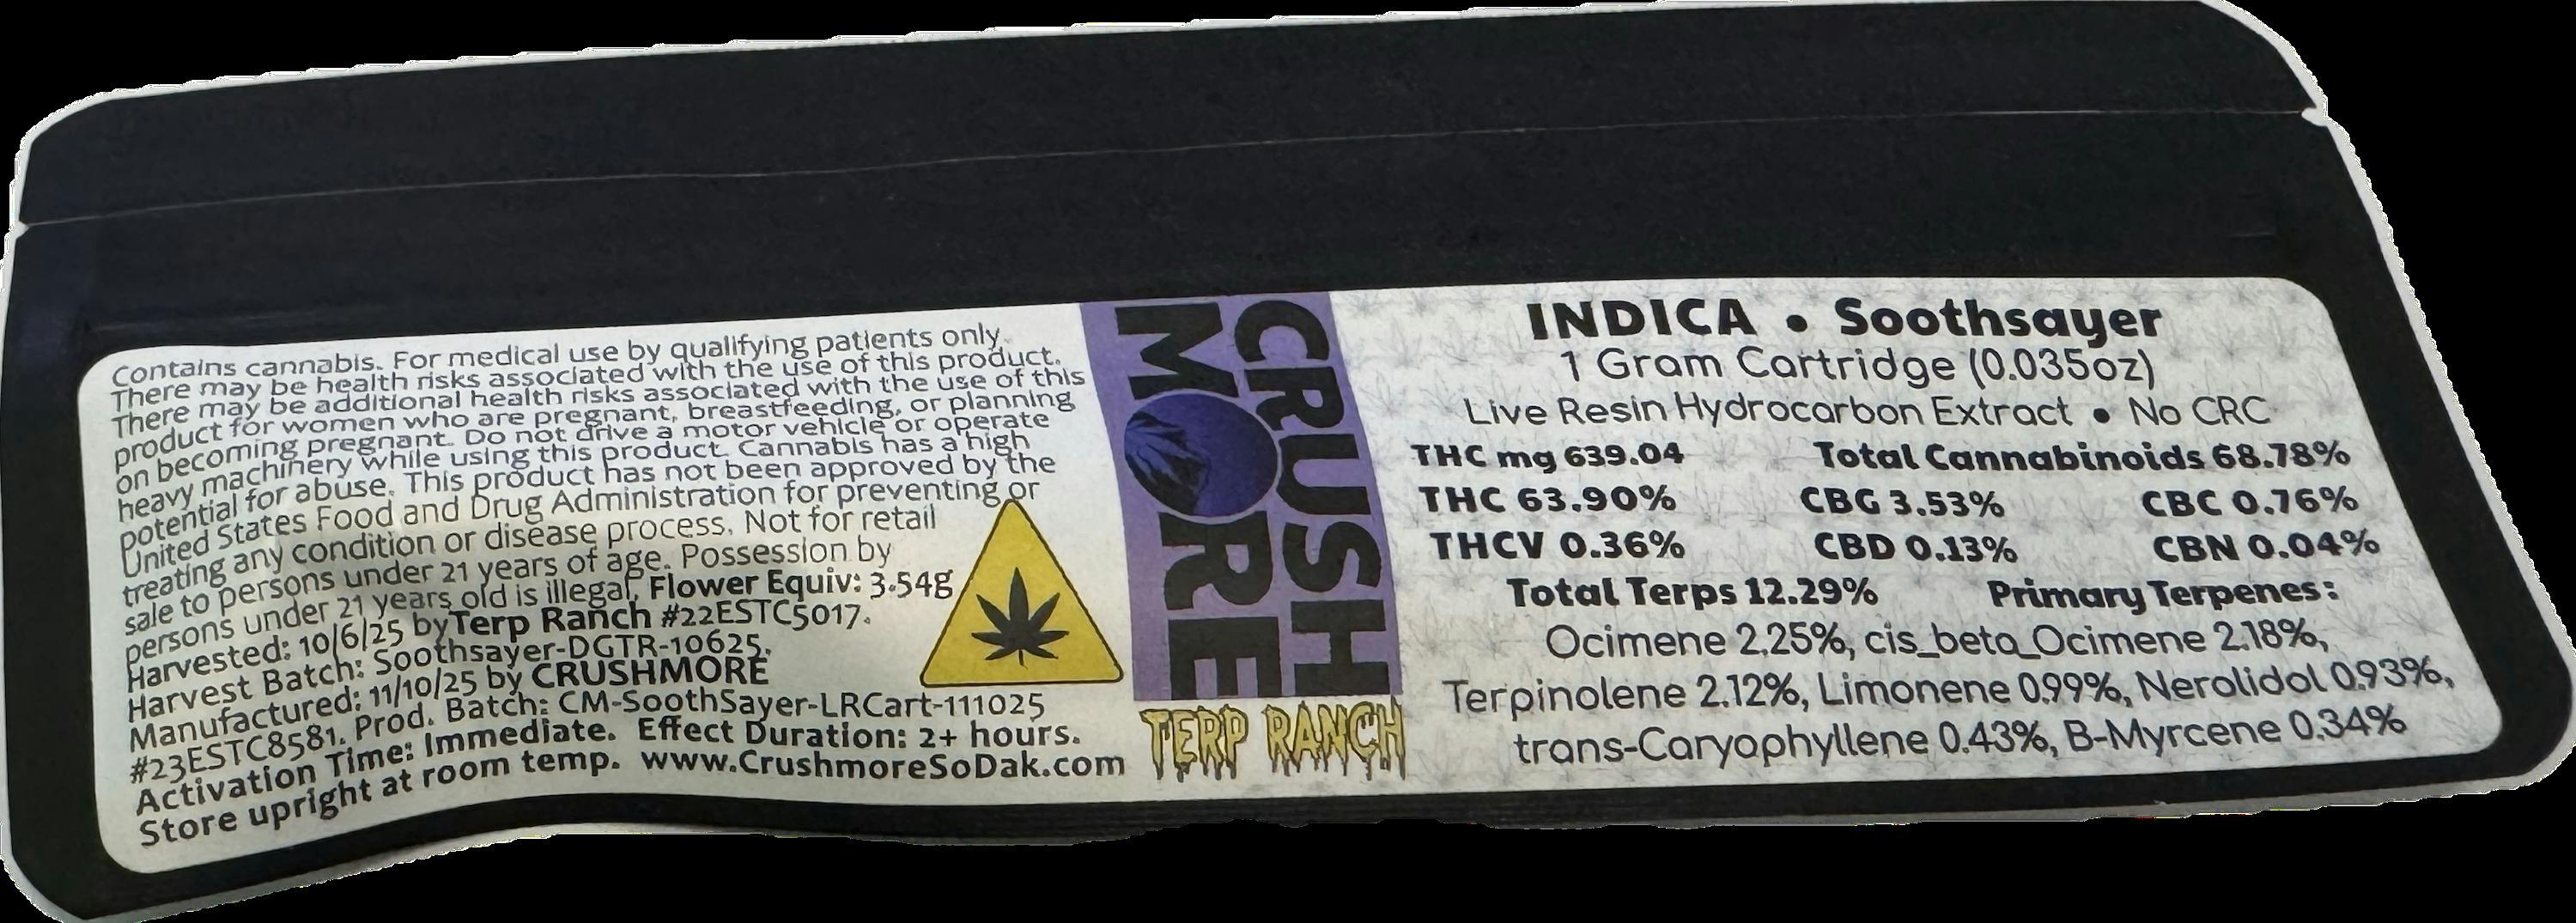 Contains cannabis. For medical use by qualifying patients only.
There may be health risks associated with the use of this product.
There may be additional health risks associated with the use of this
product for women who are pregnant, breastfeeding, or planning
on becoming pregnant. Do not drive a motor vehicle or operate
heavy machinery while using this product. Cannabis has a high
potential for abuse. This product has not been approved by the
United States Food and Drug Administration for preventing or
treating any condition or disease process. Not for retail
sale to persons under 21 years of age. Possession by
persons under 21 years old is illegal. Flower Equiv: 3.54g
Harvested: 10/6/25 by Terp Ranch #22ESTC5017.
Harvest Batch: Soothsayer-DGTR-10625.
Manufactured: 11/10/25 by CRUSHMORE
#23ESTC8581. Prod. Batch: CM-SoothSayer-LRCart-111025
Activation Time: Immediate. Effect Duration: 2+ hours.
Store upright at room temp. www.CrushmoreSoDak.com
CRUSH
MORE
TERP RANCH
INDICA • Soothsayer
1 Gram Cartridge (0.035oz)
Live Resin Hydrocarbon Extract • No CRC
THC mg 639.04 Total Cannabinoids 68.78%
THC 63.90% CBG 3.53% CBC 0.76%
THCV 0.36% CBD 0.13% CBN 0.04%
Total Terps 12.29% Primary Terpenes:
Ocimene 2.25%, cis_beta_Ocimene 2.18%,
Terpinolene 2.12%, Limonene 0.99%, Nerolidol 0.93%,
trans-Caryophyllene 0.43%, B-Myrcene 0.34%